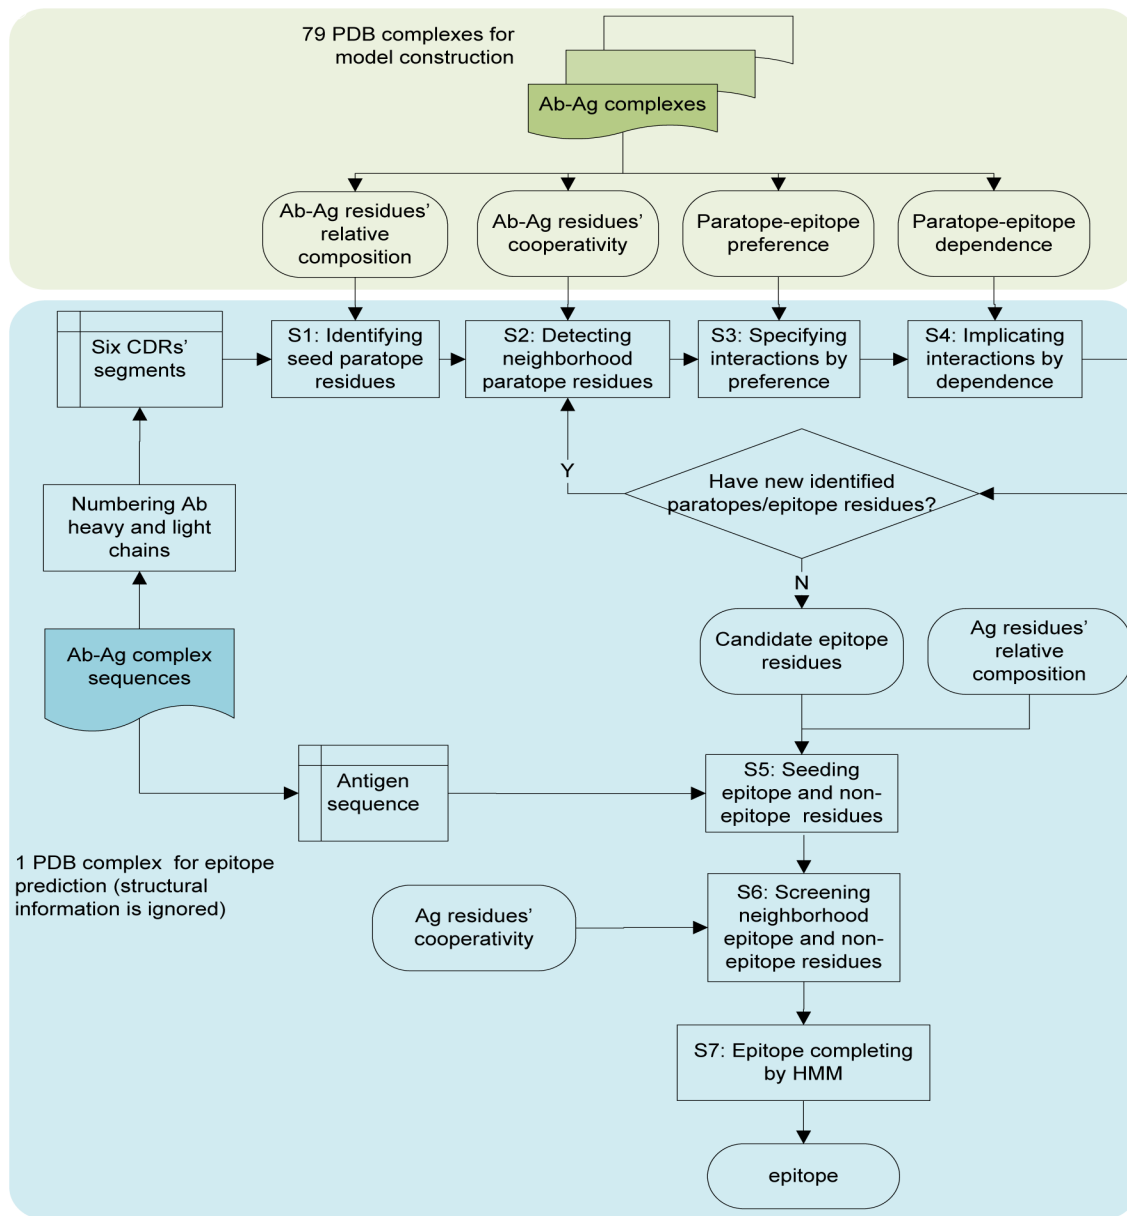 79 PDB complexes for
model construction
Ab-Ag complexes
Ab-Ag residues’
relative
composition
Ab-Ag residues’
cooperativity
Paratope-epitope
preference
Paratope-epitope
dependence
Six CDRs’
segments
S1: Identifying
seed paratope
residues
S2: Detecting
neighborhood
paratope residues
S3: Specifying
interactions by
preference
S4: Implicating
interactions by
dependence
Y
Have new identified
paratopes/epitope residues?
N
Numbering Ab
heavy and light
chains
Ab-Ag complex
sequences
Candidate epitope
residues
Ag residues’
relative
composition
Antigen
sequence
S5: Seeding
epitope and non-
epitope residues
1 PDB complex for epitope
prediction (structural
information is ignored)
Ag residues’
cooperativity
S6: Screening
neighborhood
epitope and non-
epitope residues
S7: Epitope completing
by HMM
epitope